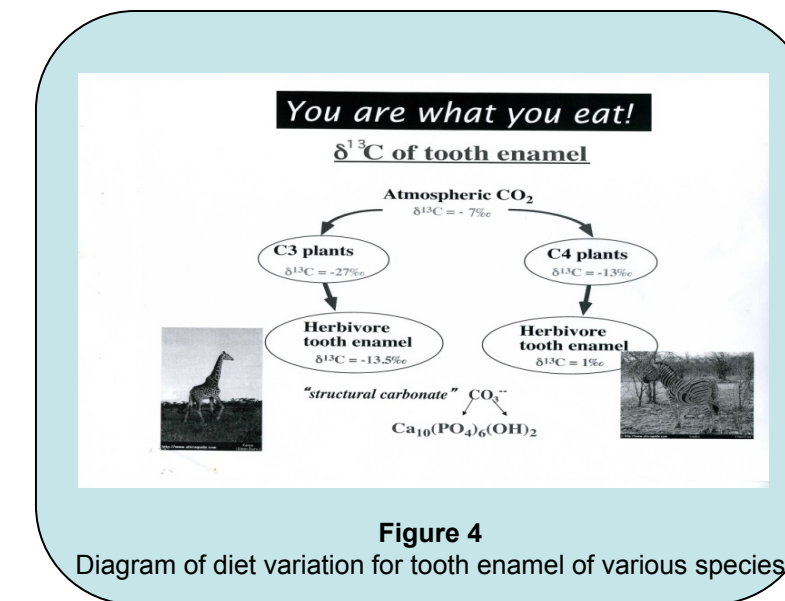 You are what you eat!
δ¹³C of tooth enamel
Atmospheric CO₂
δ¹³C = - 7‰
C3 plants
δ¹³C = -27‰
C4 plants
δ¹³C = -13‰
Herbivore
tooth enamel
δ¹³C = -13.5‰
Herbivore
tooth enamel
δ¹³C = 1‰
"structural carbonate" CO₃⁻⁻
Ca₁₀(PO₄)₆(OH)₂
Figure 4
Diagram of diet variation for tooth enamel of various species